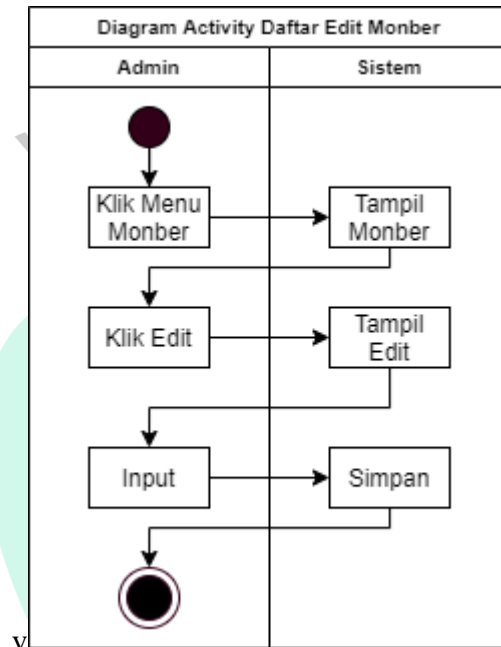 Diagram Activity Daftar Edit Monber
Admin
Sistem
Klik Menu
Monber
Tampil
Monber
Klik Edit
Tampil
Edit
Input
Simpan
y